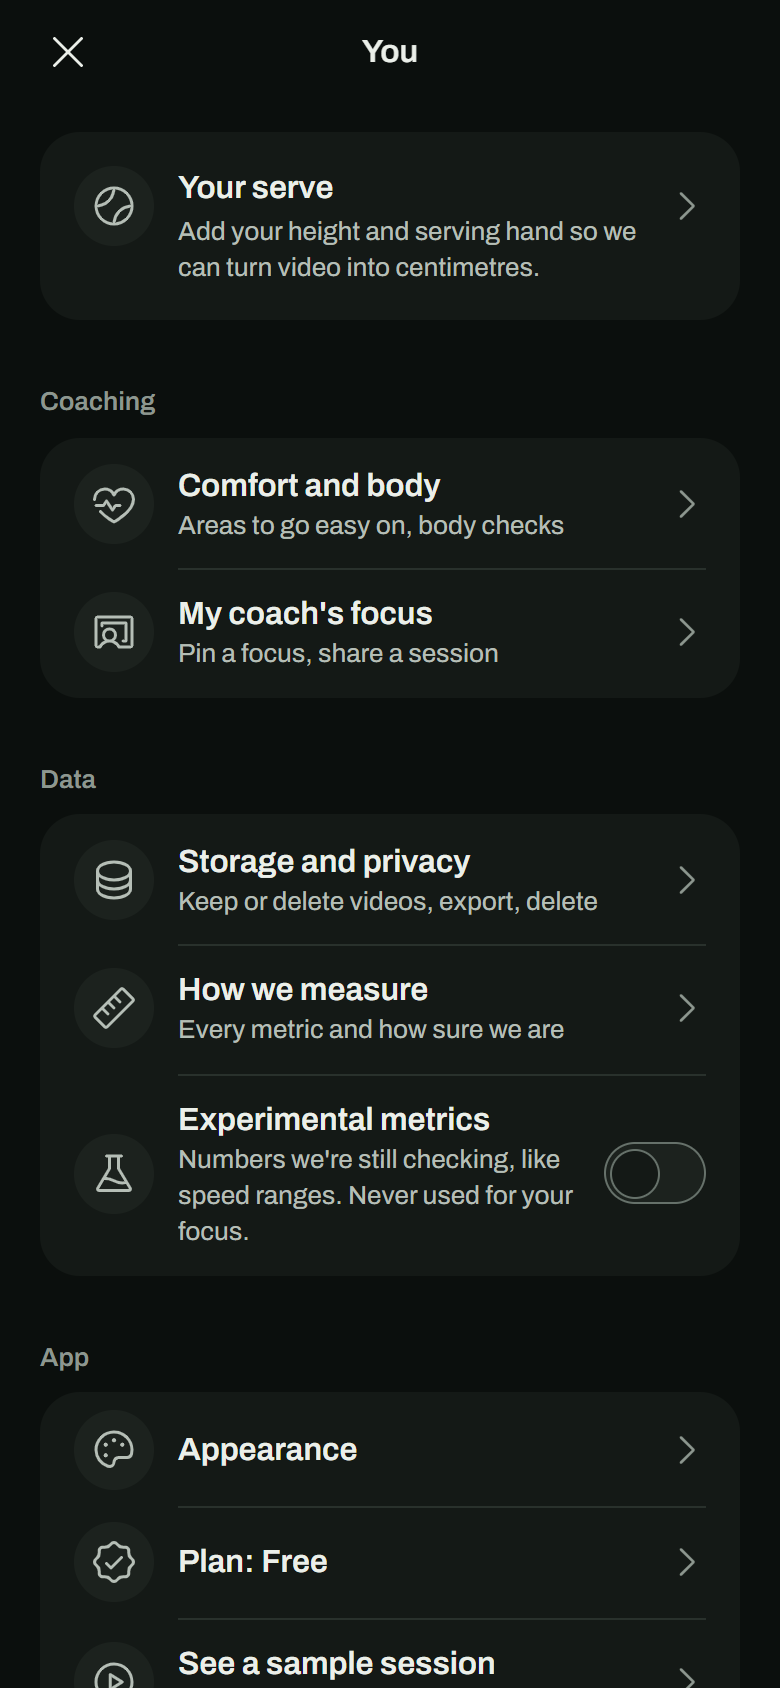 You
Your serve
Add your height and serving hand so we
can turn video into centimetres.
Coaching
Comfort and body
Areas to go easy on, body checks
My coach's focus
Pin a focus, share a session
Data
Storage and privacy
Keep or delete videos, export, delete
How we measure
Every metric and how sure we are
Experimental metrics
Numbers we're still checking, like
speed ranges. Never used for your
focus.
App
Appearance
Plan: Free
See a sample session